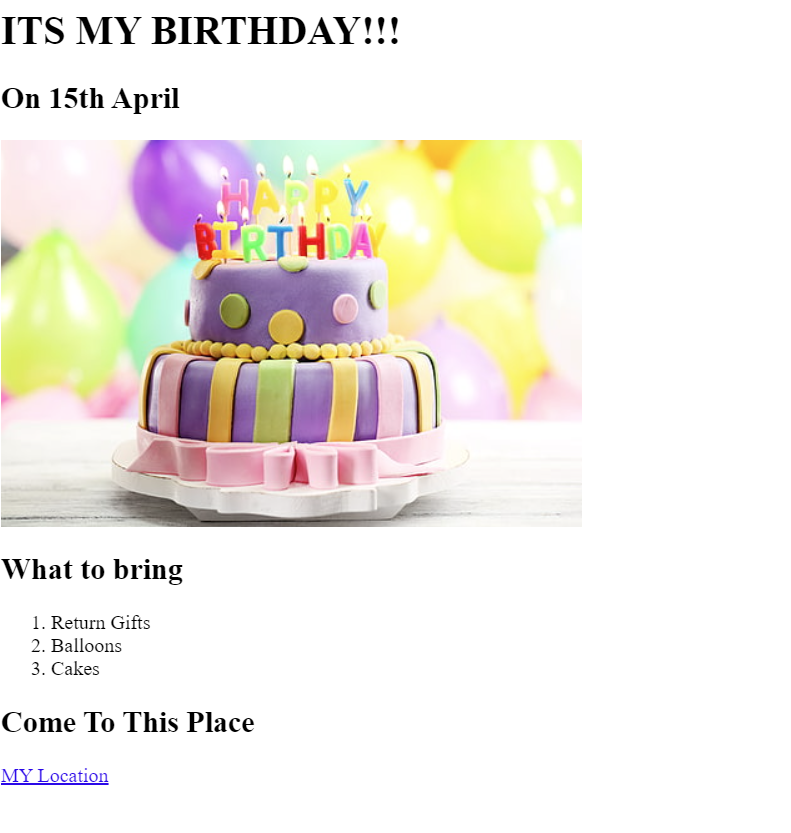 ITS MY BIRTHDAY!!!
On 15th April
HAPPY
BIRTHDAY
What to bring
1. Return Gifts
2. Balloons
3. Cakes
Come To This Place
MY Location